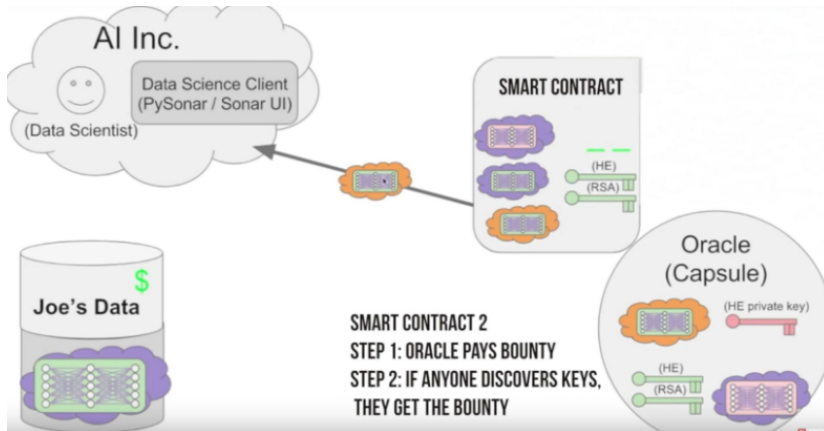 AI Inc.
Data Science Client
(PySonar / Sonar UI)
(Data Scientist)
SMART CONTRACT
(HE)
(RSA)
Oracle
(Capsule)
(HE private key)
(HE)
(RSA)
$
Joe's Data
SMART CONTRACT 2
STEP 1: ORACLE PAYS BOUNTY
STEP 2: IF ANYONE DISCOVERS KEYS,
THEY GET THE BOUNTY